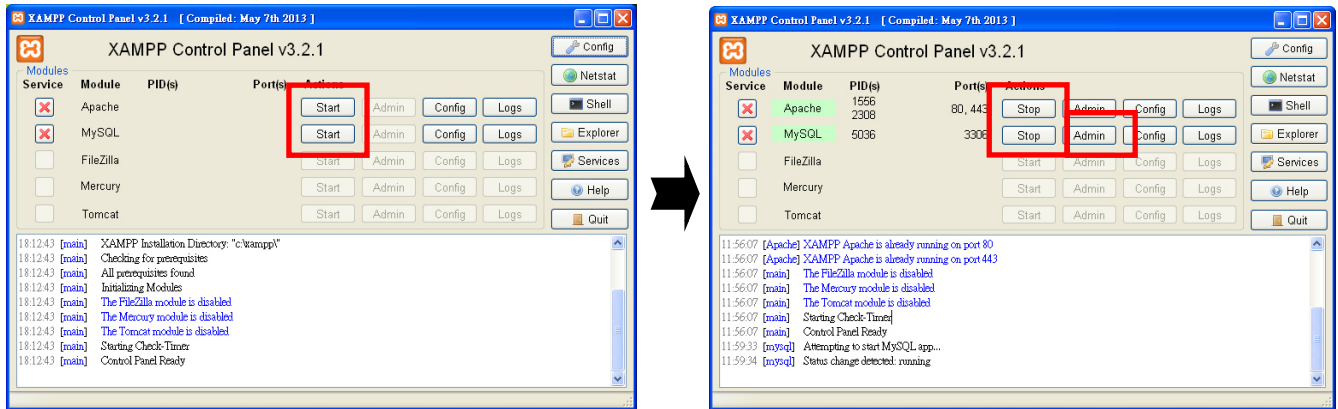 XAMPP Control Panel v3.2.1 [ Compiled: May 7th 2013 ]
XAMPP Control Panel v3.2.1
Config
Modules
Service Module PID(s) Port(s) Actions
Netstat
Apache Start Admin Config Logs
Shell
MySQL Start Admin Config Logs
Explorer
FileZilla Start Admin Config Logs
Services
Mercury Start Admin Config Logs
Help
Tomcat Start Admin Config Logs
Quit
18:12:43 [main] XAMPP Installation Directory: "c:\xampp\"
18:12:43 [main] Checking for prerequisites
18:12:43 [main] All prerequisites found
18:12:43 [main] Initializing Modules
18:12:43 [main] The FileZilla module is disabled
18:12:43 [main] The Mercury module is disabled
18:12:43 [main] The Tomcat module is disabled
18:12:43 [main] Starting Check-Timer
18:12:43 [main] Control Panel Ready
XAMPP Control Panel v3.2.1 [ Compiled: May 7th 2013 ]
XAMPP Control Panel v3.2.1
Config
Modules
Service Module PID(s) Port(s) Actions
Netstat
Apache 1556 2308 80, 443 Stop Admin Config Logs
Shell
MySQL 5036 3306 Stop Admin Config Logs
Explorer
FileZilla Start Admin Config Logs
Services
Mercury Start Admin Config Logs
Help
Tomcat Start Admin Config Logs
Quit
11:56:07 [Apache] XAMPP Apache is already running on port 80
11:56:07 [Apache] XAMPP Apache is already running on port 443
11:56:07 [main] The FileZilla module is disabled
11:56:07 [main] The Mercury module is disabled
11:56:07 [main] The Tomcat module is disabled
11:56:07 [main] Starting Check-Timer
11:56:07 [main] Control Panel Ready
11:59:33 [mysql] Attempting to start MySQL app...
11:59:34 [mysql] Status change detected: running